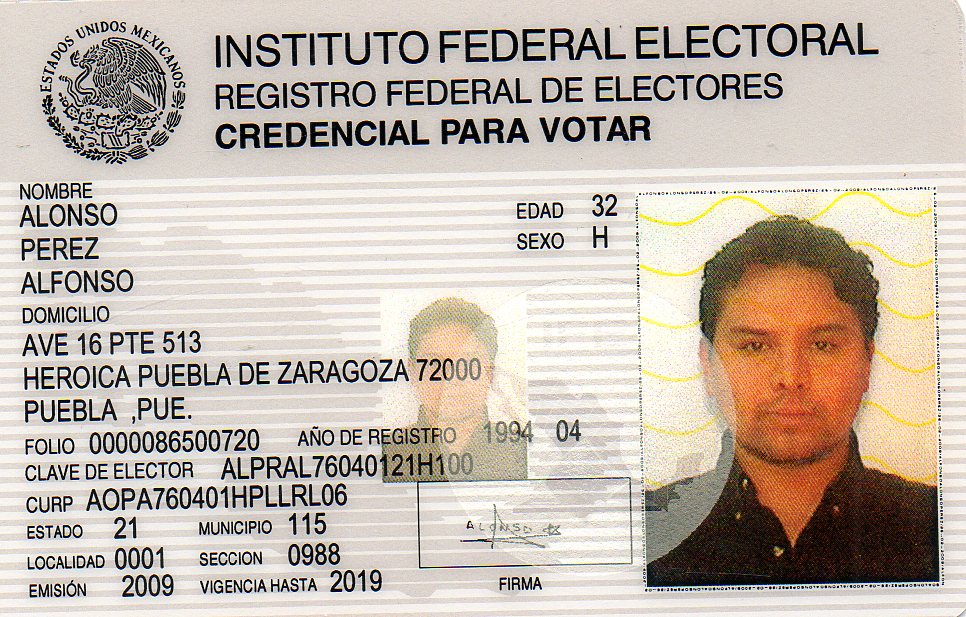 ESTADOS UNIDOS MEXICANOS
INSTITUTO FEDERAL ELECTORAL
REGISTRO FEDERAL DE ELECTORES
CREDENCIAL PARA VOTAR
NOMBRE
ALONSO
PEREZ
ALFONSO
EDAD 32
SEXO H
DOMICILIO
AVE 16 PTE 513
HEROICA PUEBLA DE ZARAGOZA 72000
PUEBLA ,PUE.
FOLIO 0000086500720 AÑO DE REGISTRO 1994 04
CLAVE DE ELECTOR ALPRAL76040121H100
CURP AOPA760401HPLLRL06
ESTADO 21 MUNICIPIO 115
LOCALIDAD 0001 SECCION 0988
EMISIÓN 2009 VIGENCIA HASTA 2019
ALONSO
FIRMA